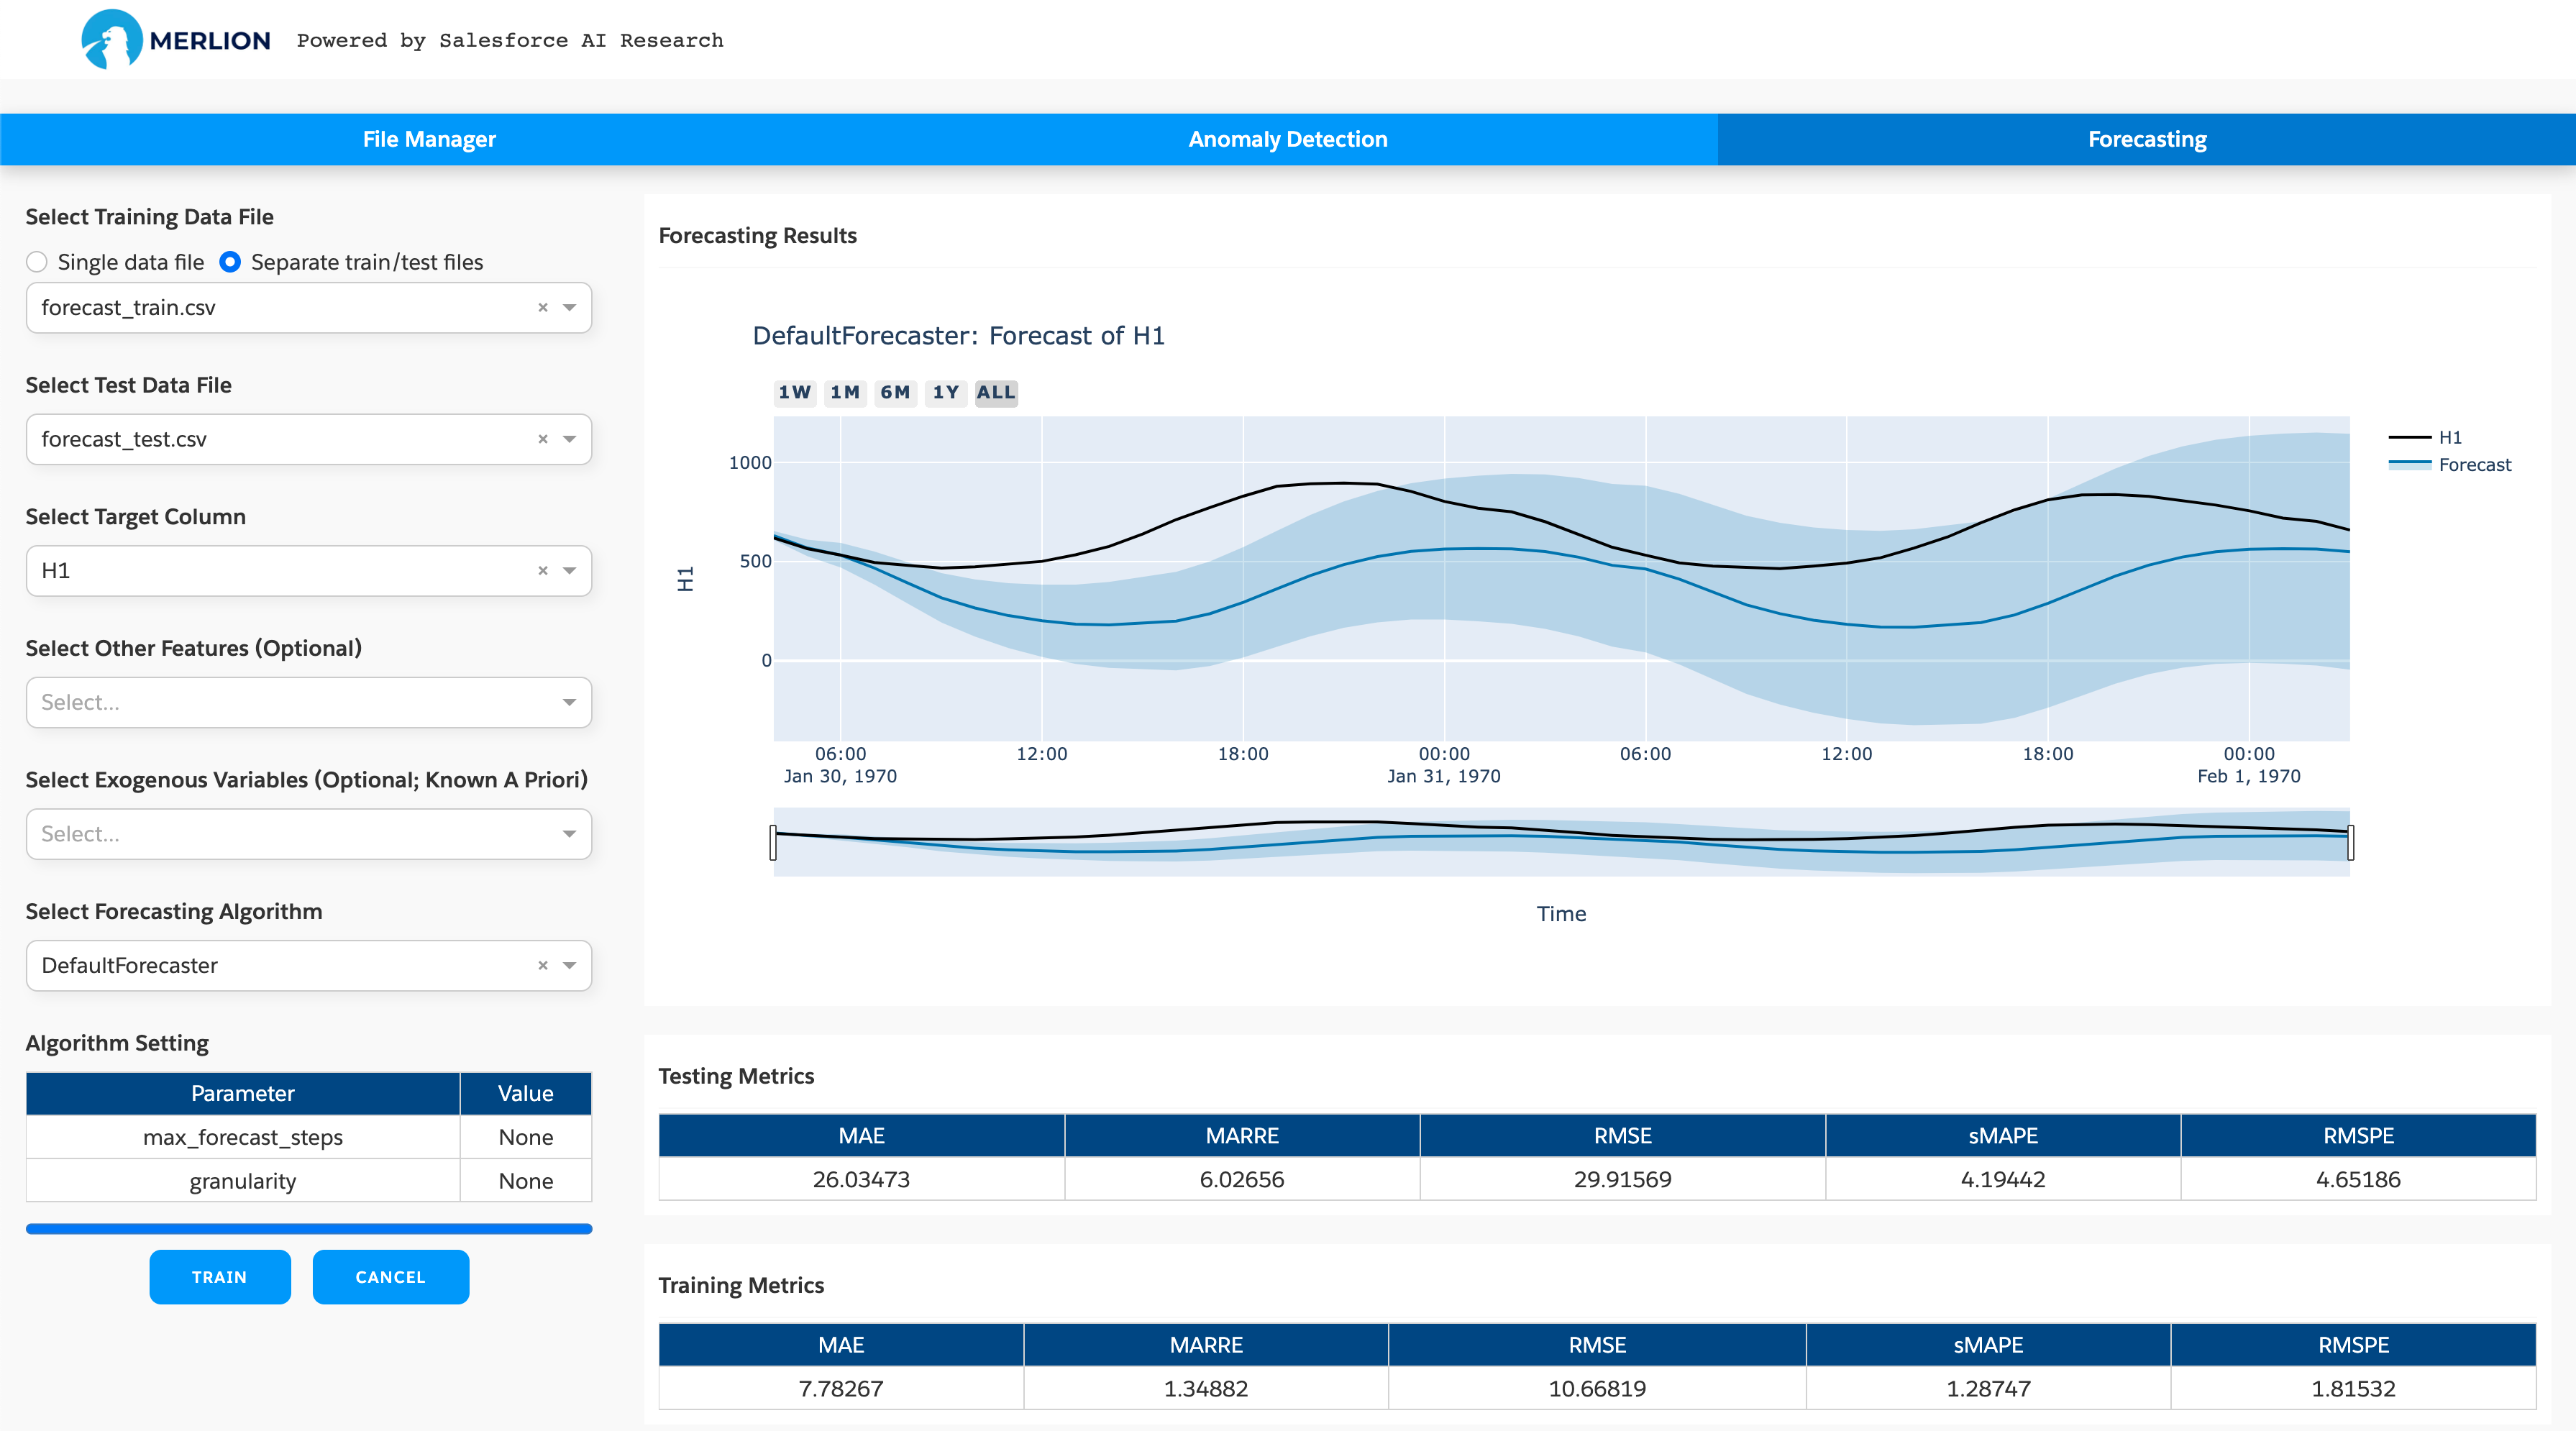 MERLION Powered by Salesforce AI Research
File Manager Anomaly Detection Forecasting
Select Training Data File
Single data file Separate train/test files
forecast_train.csv × 
Select Test Data File
forecast_test.csv ×
Select Target Column
H1 ×
Select Other Features (Optional)
Select...
Select Exogenous Variables (Optional; Known A Priori)
Select...
Select Forecasting Algorithm
DefaultForecaster ×
Algorithm Setting
Parameter Value
max_forecast_steps None
granularity None
TRAIN CANCEL
Forecasting Results
DefaultForecaster: Forecast of H1
1W 1M 6M 1Y ALL
H1
Forecast
1000
500
0
H1
06:00 12:00 18:00 00:00 06:00 12:00 18:00 00:00
Jan 30, 1970 Jan 31, 1970 Feb 1, 1970
Time
Testing Metrics
MAE MARRE RMSE sMAPE RMSPE
26.03473 6.02656 29.91569 4.19442 4.65186
Training Metrics
MAE MARRE RMSE sMAPE RMSPE
7.78267 1.34882 10.66819 1.28747 1.81532